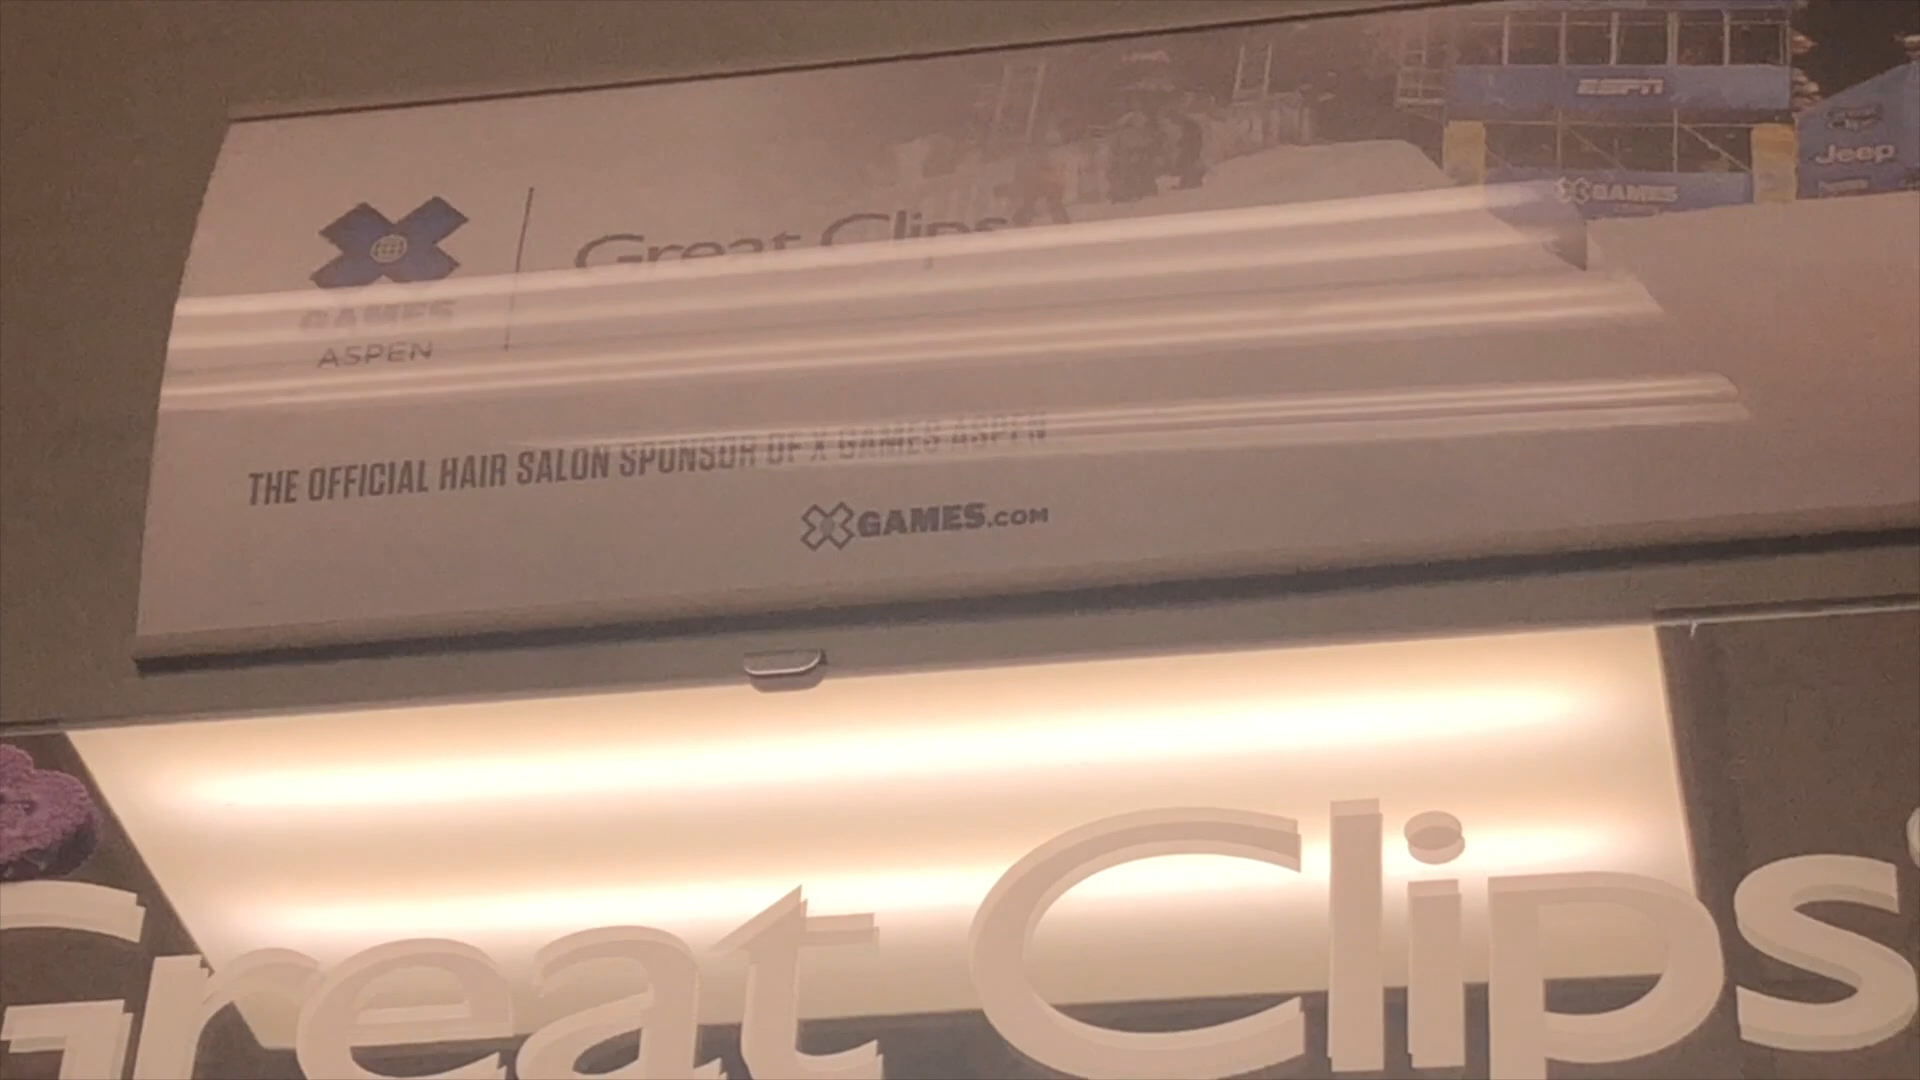 ESPN
Jeep
X GAMES
GAMES
ASPEN
Great Clips
THE OFFICIAL HAIR SALON SPONSOR OF X GAMES ASPEN
XGAMES.COM
Great Clips